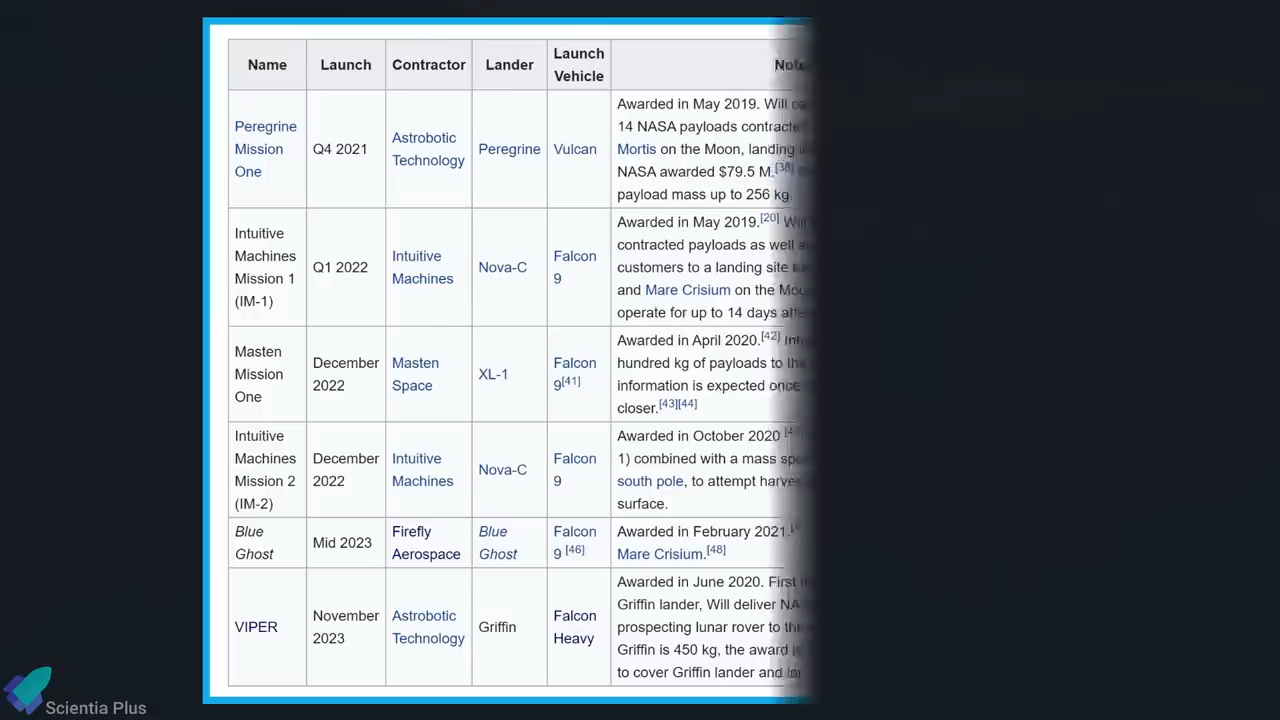 Name Launch Contractor Lander Launch Vehicle
Peregrine Mission One
Q4 2021
Astrobotic Technology
Peregrine
Vulcan
Awarded in May 2019. Will
14 NASA payloads
Mortis on the Moon, landing
NASA awarded $79.5 M.
payload mass up to 256 kg
Intuitive Machines Mission 1 (IM-1)
Q1 2022
Intuitive Machines
Nova-C
Falcon 9
Awarded in May 2019.[20] Will
contracted payloads as well
customers to a landing site
and Mare Crisium on the
operate for up to 14 days
Masten Mission One
December 2022
Masten Space
XL-1
Falcon 9[41]
Awarded in April 2020.[42]
hundred kg of payloads to the
information is expected once
closer.[43][44]
Intuitive Machines Mission 2 (IM-2)
December 2022
Intuitive Machines
Nova-C
Falcon 9
Awarded in October 2020
1) combined with a mass
south pole, to attempt
surface.
Blue Ghost
Mid 2023
Firefly Aerospace
Blue Ghost
Falcon 9 [46]
Awarded in February 2021.
Mare Crisium.[48]
VIPER
November 2023
Astrobotic Technology
Griffin
Falcon Heavy
Awarded in June 2020. First
Griffin lander, Will deliver
prospecting lunar rover to
Griffin is 450 kg, the award
to cover Griffin lander and
Scientia Plus